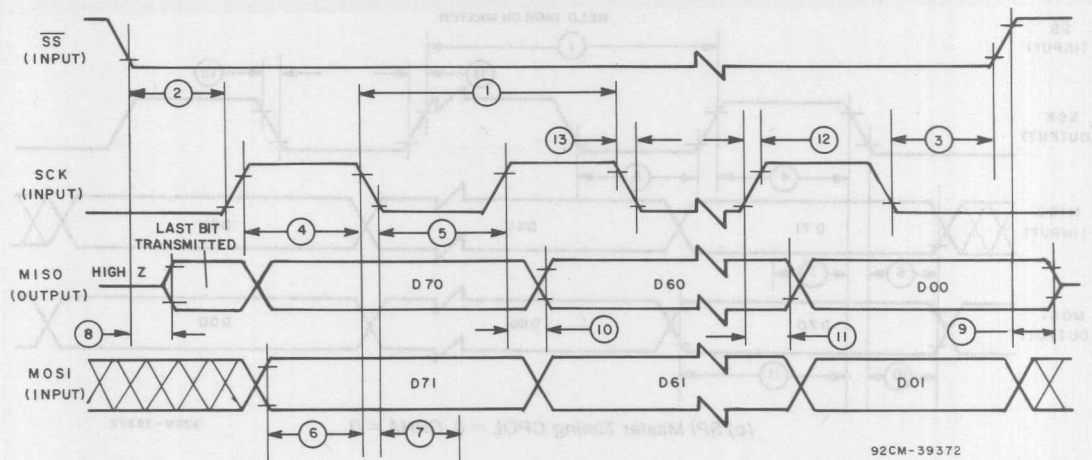 SS
(INPUT)
2
1
13
12
3
SCK
(INPUT)
4
5
LAST BIT
TRANSMITTED
MISO
(OUTPUT)
HIGH Z
D70
D60
D00
8
10
11
9
MOSI
(INPUT)
D71
D61
D01
6
7
92CM-39372